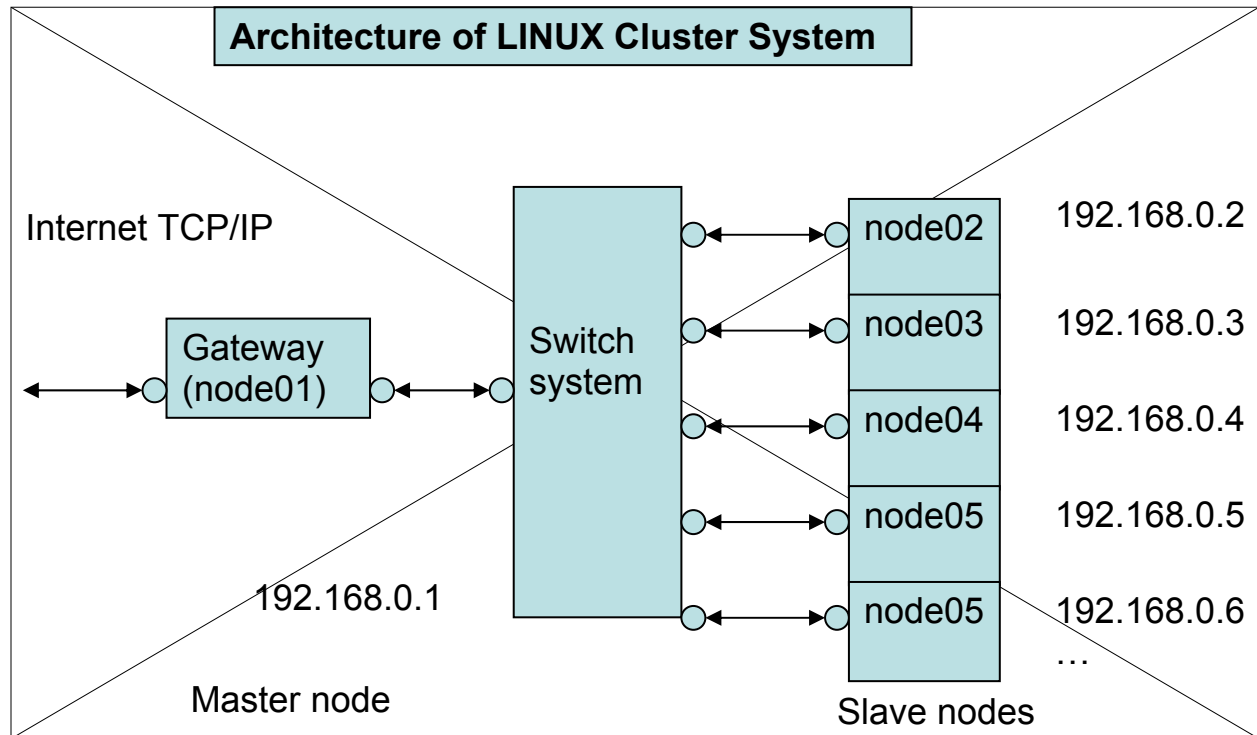 Architecture of LINUX Cluster System
Internet TCP/IP
Gateway
(node01)
Switch
system
node02
192.168.0.2
node03
192.168.0.3
node04
192.168.0.4
node05
192.168.0.5
node05
192.168.0.6
…
192.168.0.1
Master node
Slave nodes